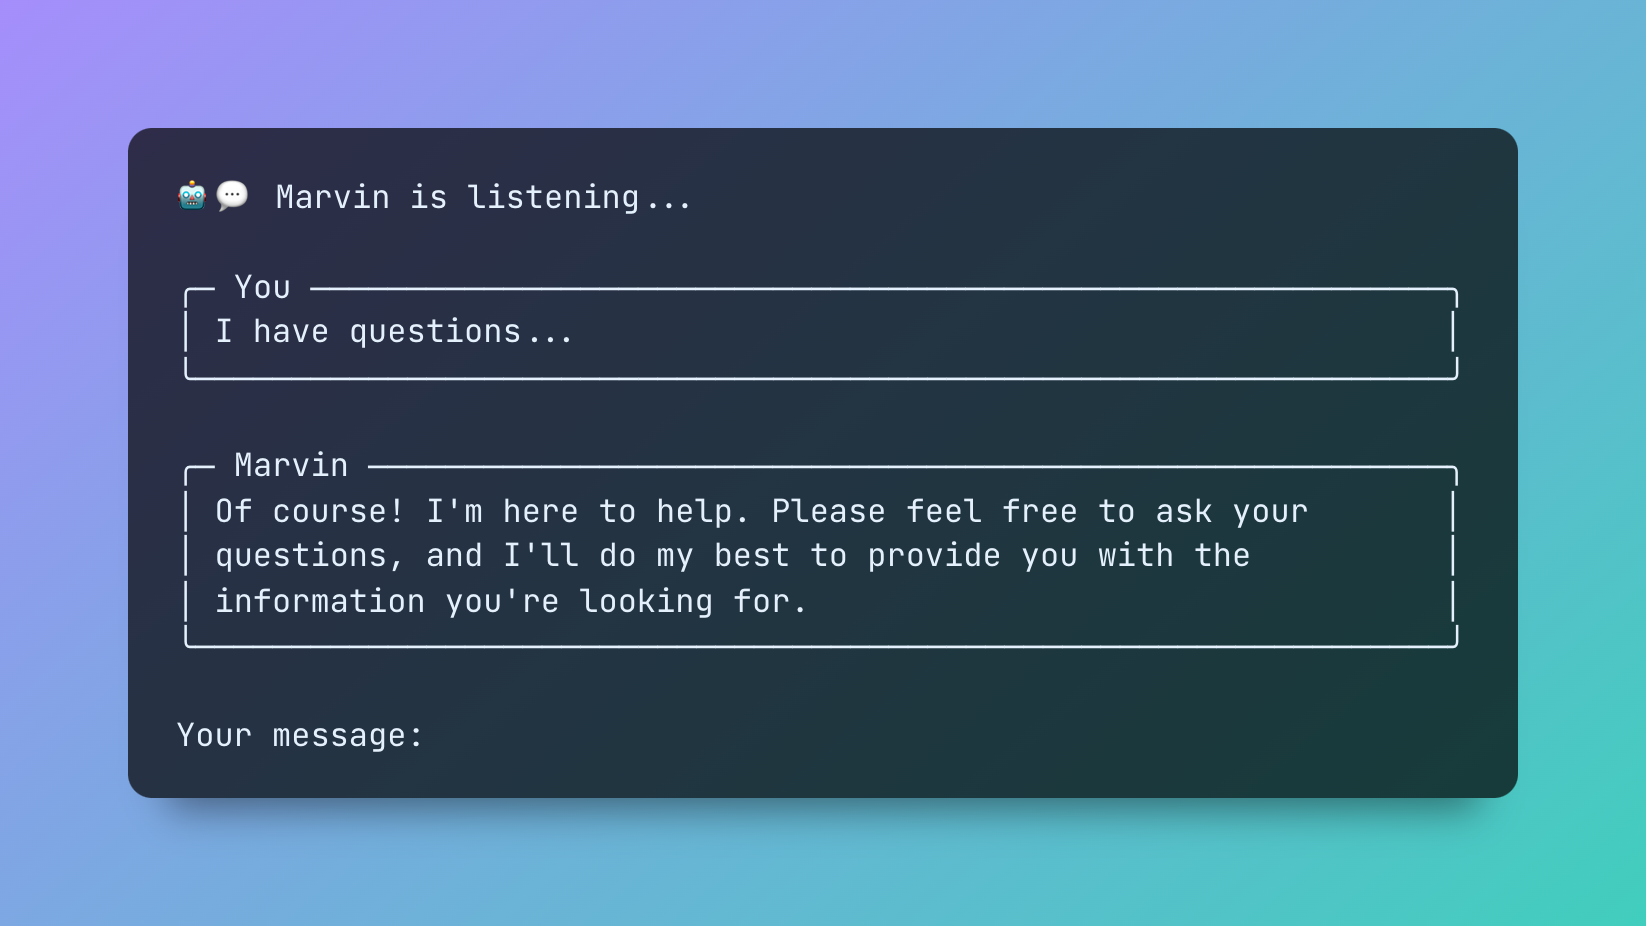 🤖💬 Marvin is listening...
You
I have questions...
Marvin
Of course! I'm here to help. Please feel free to ask your
questions, and I'll do my best to provide you with the
information you're looking for.
Your message: